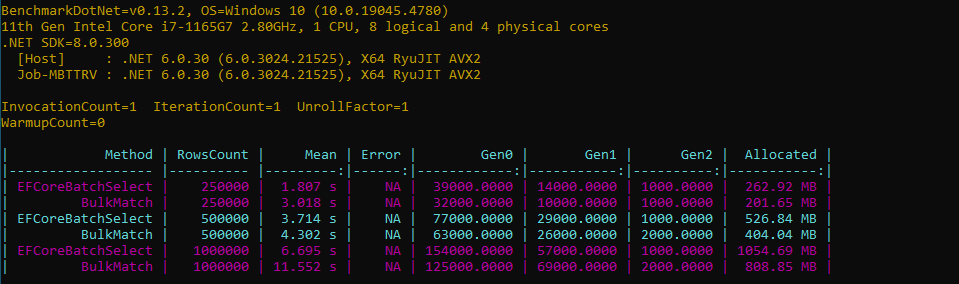 BenchmarkDotNet=v0.13.2, OS=Windows 10 (10.0.19045.4780)
11th Gen Intel Core i7-1165G7 2.80GHz, 1 CPU, 8 logical and 4 physical cores
.NET SDK=8.0.300
  [Host]     : .NET 6.0.30 (6.0.3024.21525), X64 RyuJIT AVX2
  Job-MBTTRV : .NET 6.0.30 (6.0.3024.21525), X64 RyuJIT AVX2
InvocationCount=1  IterationCount=1  UnrollFactor=1
WarmupCount=0
|            Method | RowsCount |     Mean | Error |        Gen0 |       Gen1 |      Gen2 |  Allocated |
|------------------ |---------- |---------:|------:|------------:|-----------:|----------:|-----------:|
| EFCoreBatchSelect |    250000 |  1.807 s |    NA |  39000.0000 | 14000.0000 | 1000.0000 |  262.92 MB |
|         BulkMatch |    250000 |  3.018 s |    NA |  32000.0000 | 10000.0000 | 1000.0000 |  201.65 MB |
| EFCoreBatchSelect |    500000 |  3.714 s |    NA |  77000.0000 | 29000.0000 | 1000.0000 |  526.84 MB |
|         BulkMatch |    500000 |  4.302 s |    NA |  63000.0000 | 26000.0000 | 2000.0000 |  404.04 MB |
| EFCoreBatchSelect |   1000000 |  6.695 s |    NA | 154000.0000 | 57000.0000 | 1000.0000 | 1054.69 MB |
|         BulkMatch |   1000000 | 11.552 s |    NA | 125000.0000 | 69000.0000 | 2000.0000 |  808.85 MB |